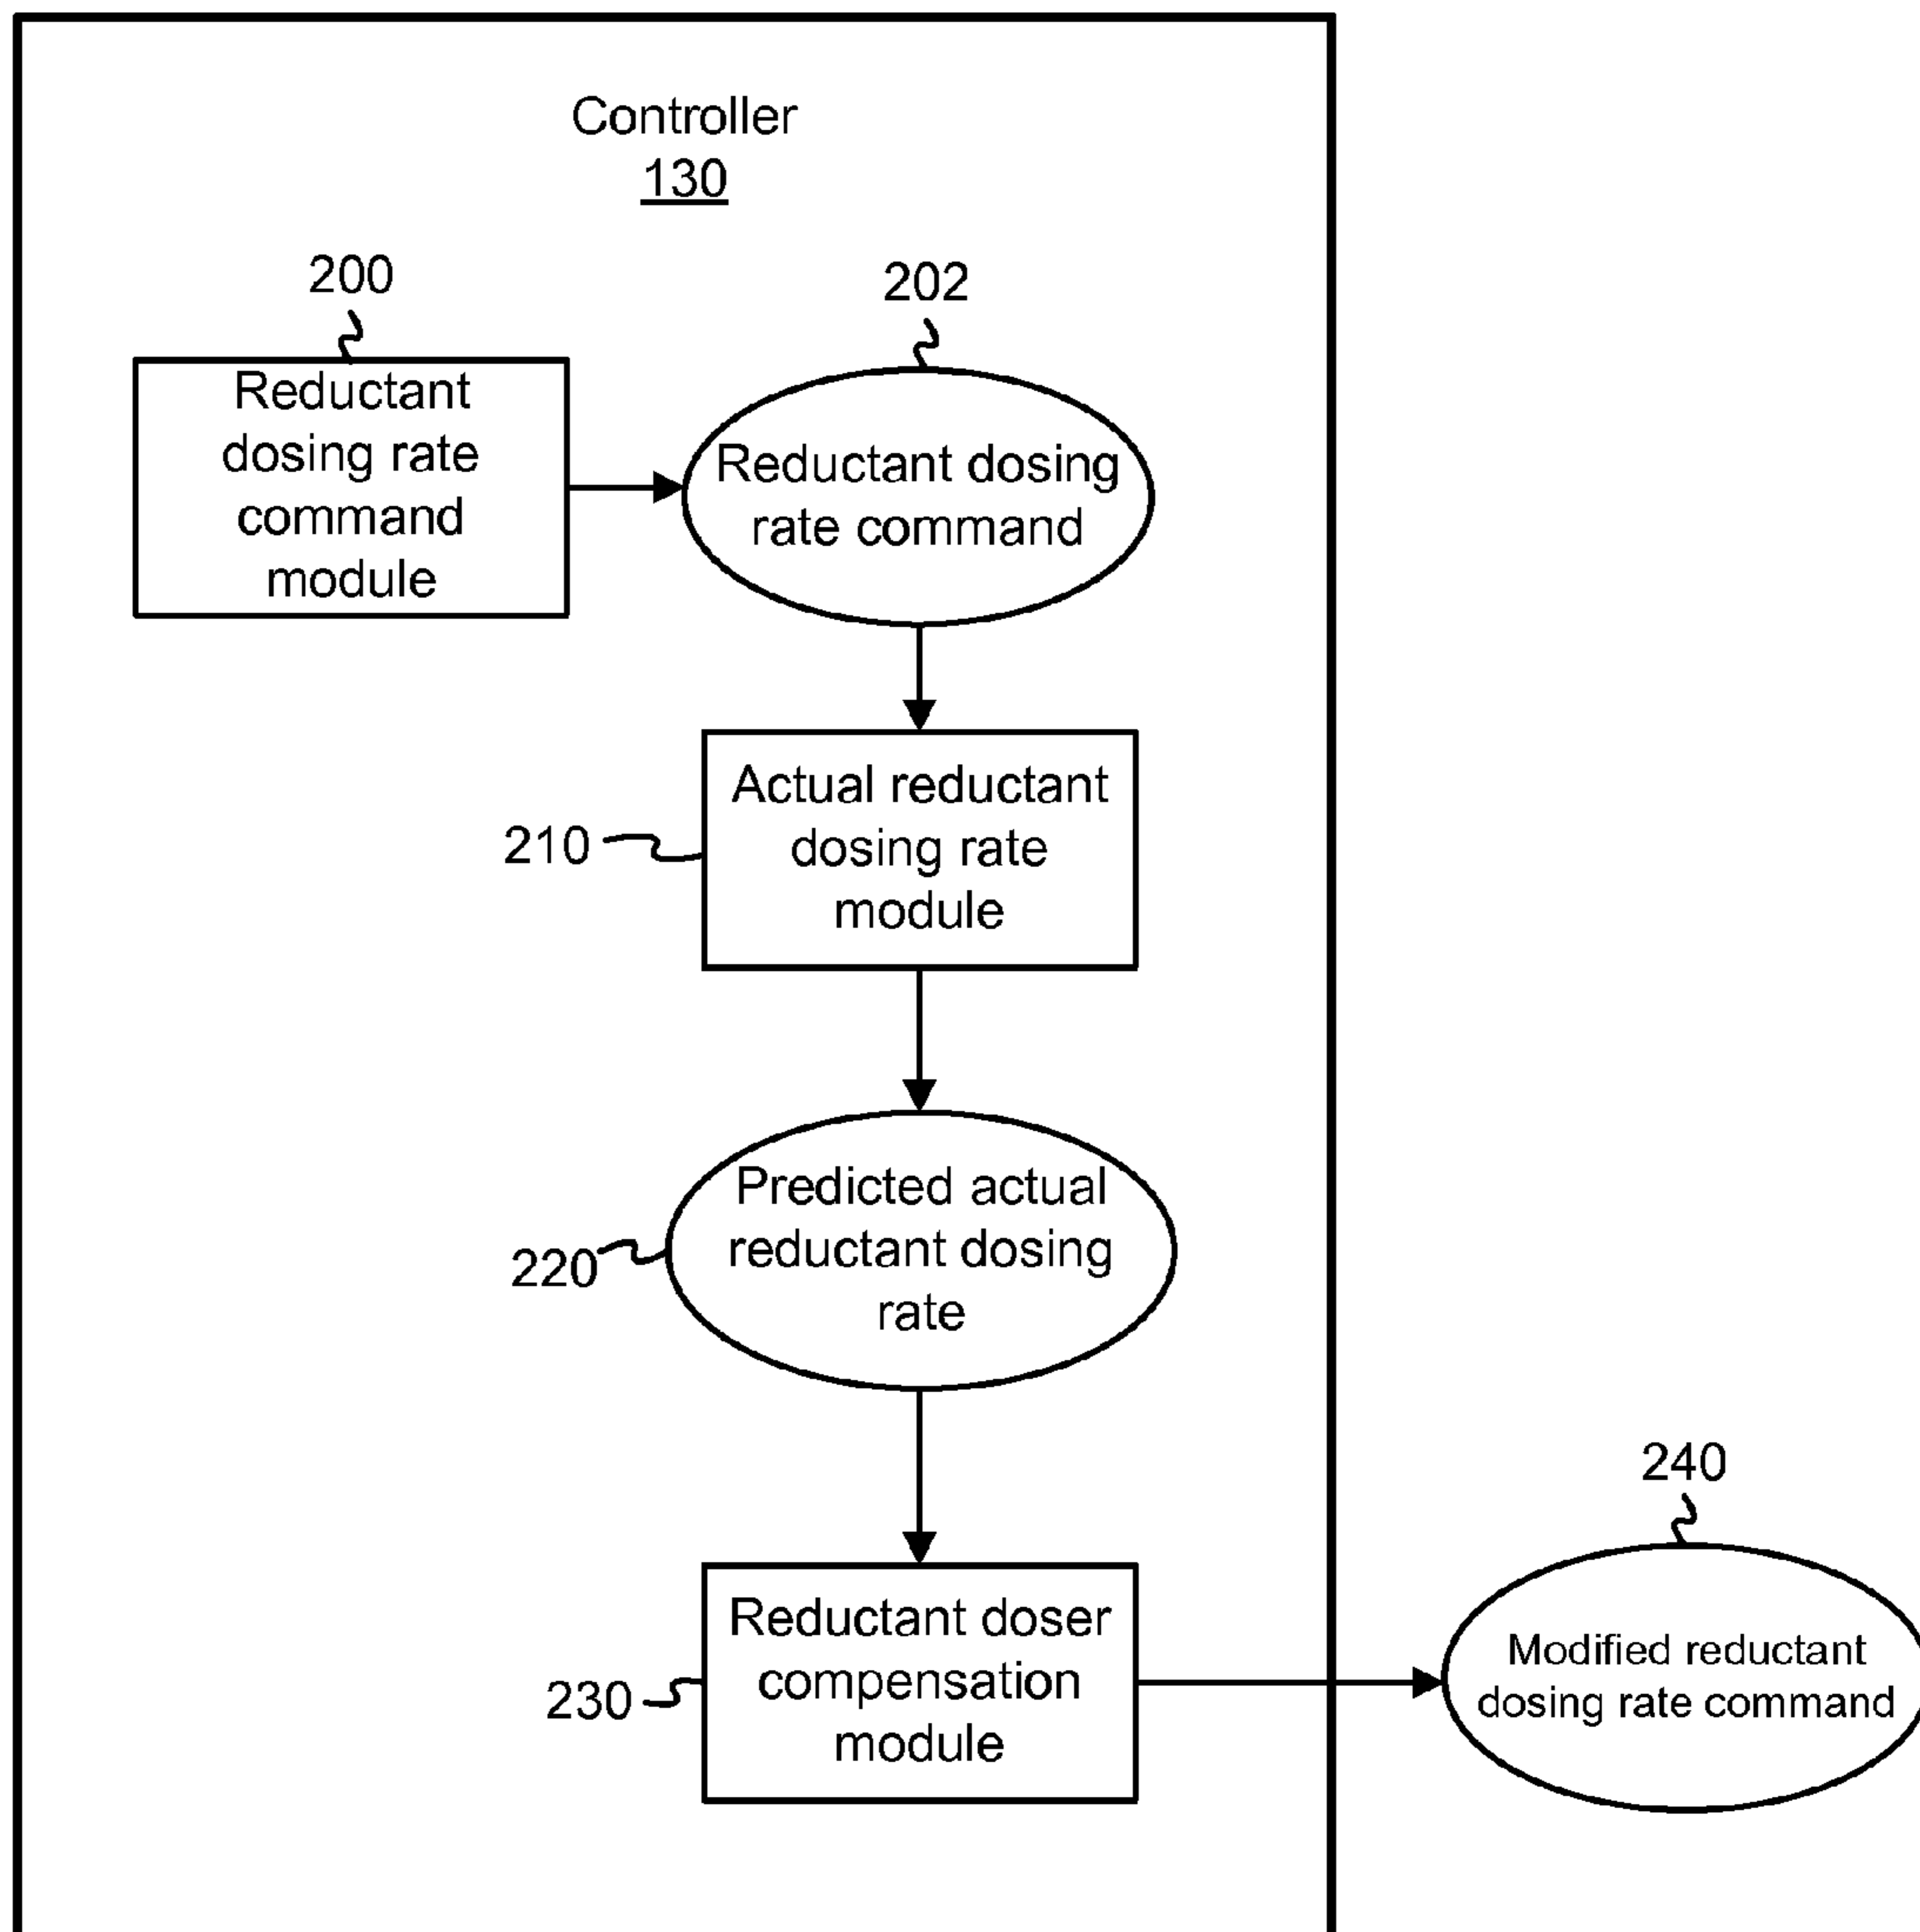 Controller
130
200
202
Reductant
dosing rate
command
module
Reductant dosing
rate command
Actual reductant
dosing rate
module
210
Predicted actual
reductant dosing
rate
220
240
Reductant doser
compensation
module
230
Modified reductant
dosing rate command